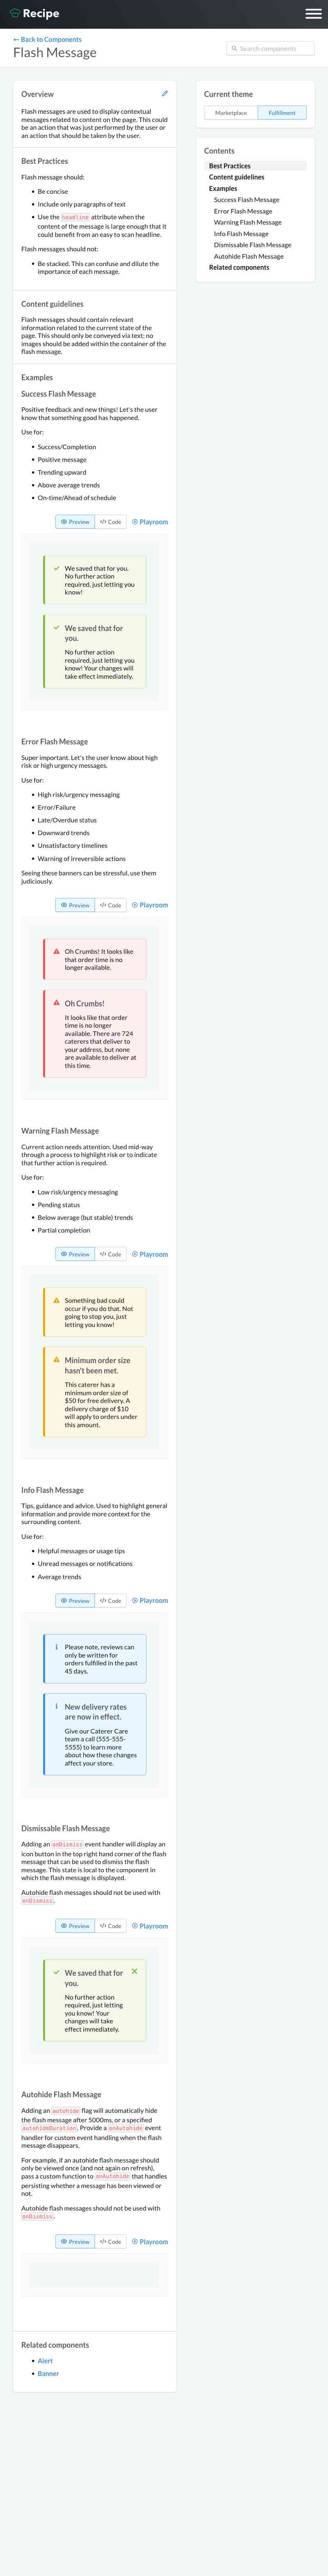 Recipe
← Back to Components
Flash Message
Search components
Overview
Flash messages are used to display contextual
messages related to content on the page. This could
be an action that was just performed by the user or
an action that should be taken by the user.
Best Practices
Flash message should:
• Be concise
• Include only paragraphs of text
• Use the headline attribute when the
content of the message is large enough that it
could benefit from an easy to scan headline.
Flash messages should not:
• Be stacked. This can confuse and dilute the
importance of each message.
Content guidelines
Flash messages should contain relevant
information related to the current state of the
page. This should only be conveyed via text; no
images should be added within the container of the
flash message.
Examples
Success Flash Message
Positive feedback and new things! Let's the user
know that something good has happened.
Use for:
• Success/Completion
• Positive message
• Trending upward
• Above average trends
• On-time/Ahead of schedule
Preview
Code
Playroom
We saved that for you.
No further action
required, just letting you
know!
We saved that for
you.
No further action
required, just letting you
know! Your changes will
take effect immediately.
Error Flash Message
Super important. Let's the user know about high
risk or high urgency messages.
Use for:
• High risk/urgency messaging
• Error/Failure
• Late/Overdue status
• Downward trends
• Unsatisfactory timelines
• Warning of irreversible actions
Seeing these banners can be stressful, use them
judiciously.
Preview
Code
Playroom
Oh Crumbs! It looks like
that order time is no
longer available.
Oh Crumbs!
It looks like that order
time is no longer
available. There are 724
caterers that deliver to
your address, but none
are available to deliver at
this time.
Warning Flash Message
Current action needs attention. Used mid-way
through a process to highlight risk or to indicate
that further action is required.
Use for:
• Low risk/urgency messaging
• Pending status
• Below average (but stable) trends
• Partial completion
Preview
Code
Playroom
Something bad could
occur if you do that. Not
going to stop you, just
letting you know!
Minimum order size
hasn't been met.
This caterer has a
minimum order size of
$50 for free delivery. A
delivery charge of $10
will apply to orders under
this amount.
Info Flash Message
Tips, guidance and advice. Used to highlight general
information and provide more context for the
surrounding content.
Use for:
• Helpful messages or usage tips
• Unread messages or notifications
• Average trends
Preview
Code
Playroom
Please note, reviews can
only be written for
orders fulfilled in the past
45 days.
New delivery rates
are now in effect.
Give our Caterer Care
team a call (555-555-
5555) to learn more
about how these changes
affect your store.
Dismissable Flash Message
Adding an onDismiss event handler will display an
icon button in the top right hand corner of the flash
message that can be used to dismiss the flash
message. This state is local to the component in
which the flash message is displayed.
Autohide flash messages should not be used with
onDismiss.
Preview
Code
Playroom
We saved that for
you.
No further action
required, just letting
you know! Your
changes will take
effect immediately.
Autohide Flash Message
Adding an autohide flag will automatically hide
the flash message after 5000ms, or a specified
autohideDuration. Provide a onAutohide event
handler for custom event handling when the flash
message disappears.
For example, if an autohide flash message should
only be viewed once (and not again on refresh),
pass a custom function to onAutohide that handles
persisting whether a message has been viewed or
not.
Autohide flash messages should not be used with
onDismiss.
Preview
Code
Playroom
Related components
• Alert
• Banner
Current theme
Marketplace
Fulfillment
Contents
Best Practices
Content guidelines
Examples
Success Flash Message
Error Flash Message
Warning Flash Message
Info Flash Message
Dismissable Flash Message
Autohide Flash Message
Related components